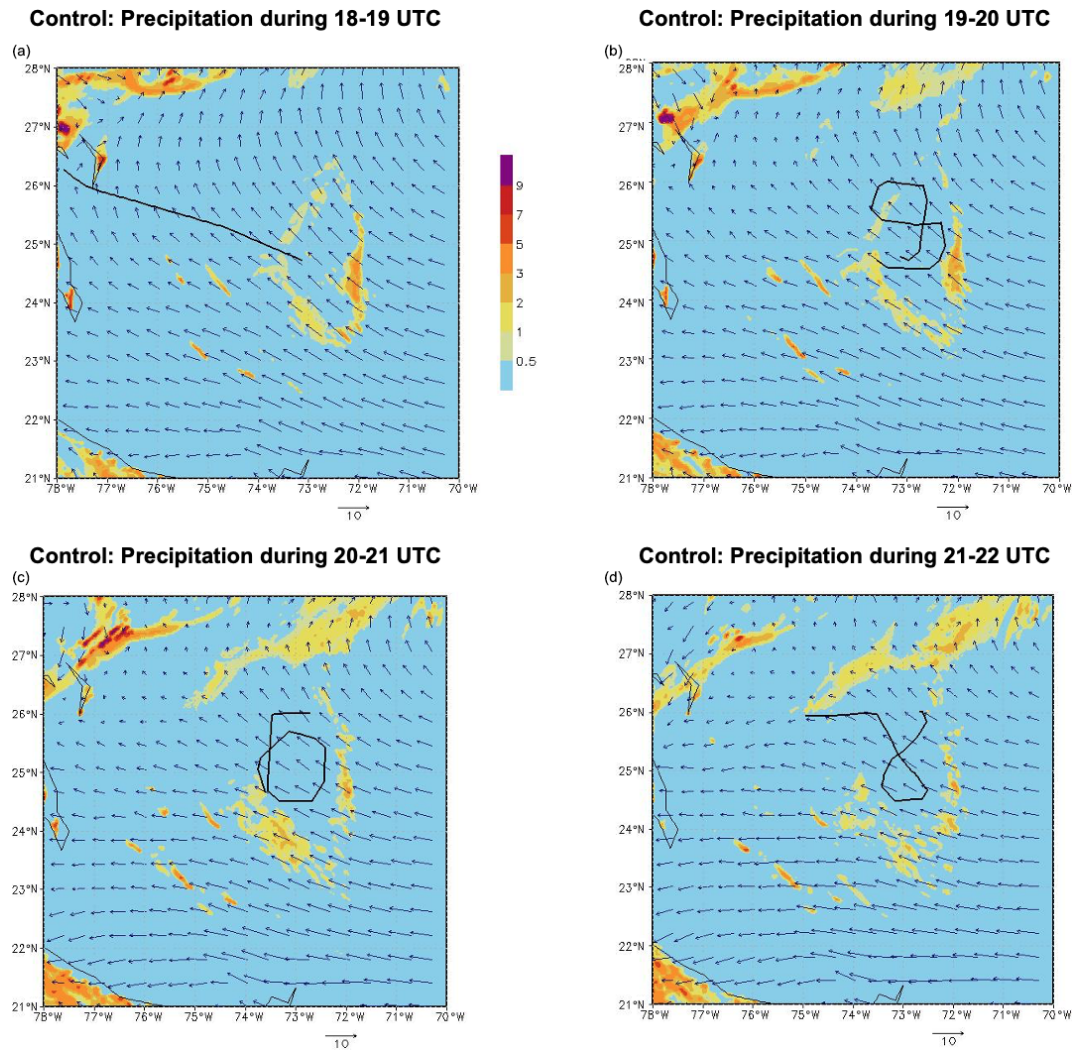 Control: Precipitation during 18-19 UTC
(a)
28°N
27°N
26°N
25°N
24°N
23°N
22°N
21°N
78°W 77°W 76°W 75°W 74°W 73°W 72°W 71°W 70°W
10
9
7
5
3
2
1
0.5
Control: Precipitation during 19-20 UTC
(b)
28°N
27°N
26°N
25°N
24°N
23°N
22°N
21°N
78°W 77°W 76°W 75°W 74°W 73°W 72°W 71°W 70°W
10
Control: Precipitation during 20-21 UTC
(c)
28°N
27°N
26°N
25°N
24°N
23°N
22°N
21°N
78°W 77°W 76°W 75°W 74°W 73°W 72°W 71°W 70°W
10
Control: Precipitation during 21-22 UTC
(d)
28°N
27°N
26°N
25°N
24°N
23°N
22°N
21°N
78°W 77°W 76°W 75°W 74°W 73°W 72°W 71°W 70°W
10